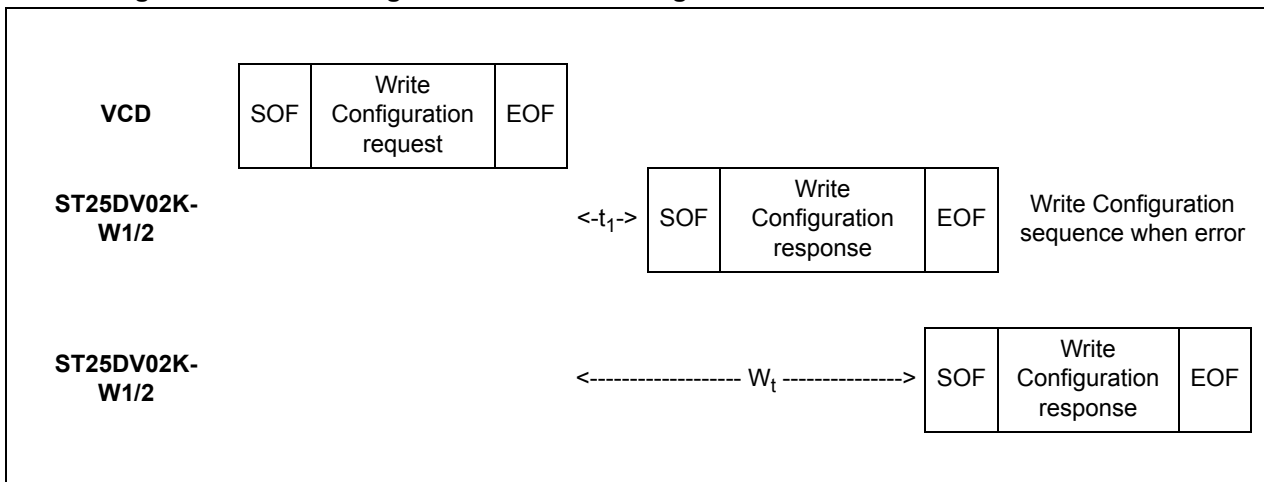 VCD
SOF
Write
Configuration
request
EOF
ST25DV02K-
W1/2
<-t₁->
SOF
Write
Configuration
response
EOF
Write Configuration
sequence when error
ST25DV02K-
W1/2
<------------------- Wₜ --------------->
SOF
Write
Configuration
response
EOF